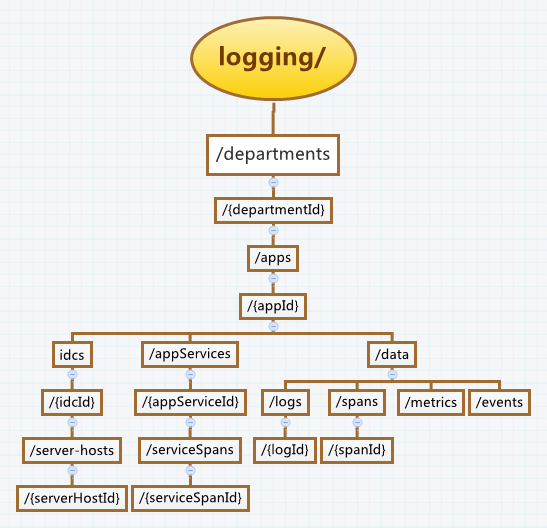 logging/
/departments
/{departmentId}
/apps
/{appId}
idcs
/appServices
/data
/{idcId}
/{appServiceId}
/logs
/spans
/metrics
/events
/server-hosts
/serviceSpans
/{logId}
/{spanId}
/{serverHostId}
/{serviceSpanId}